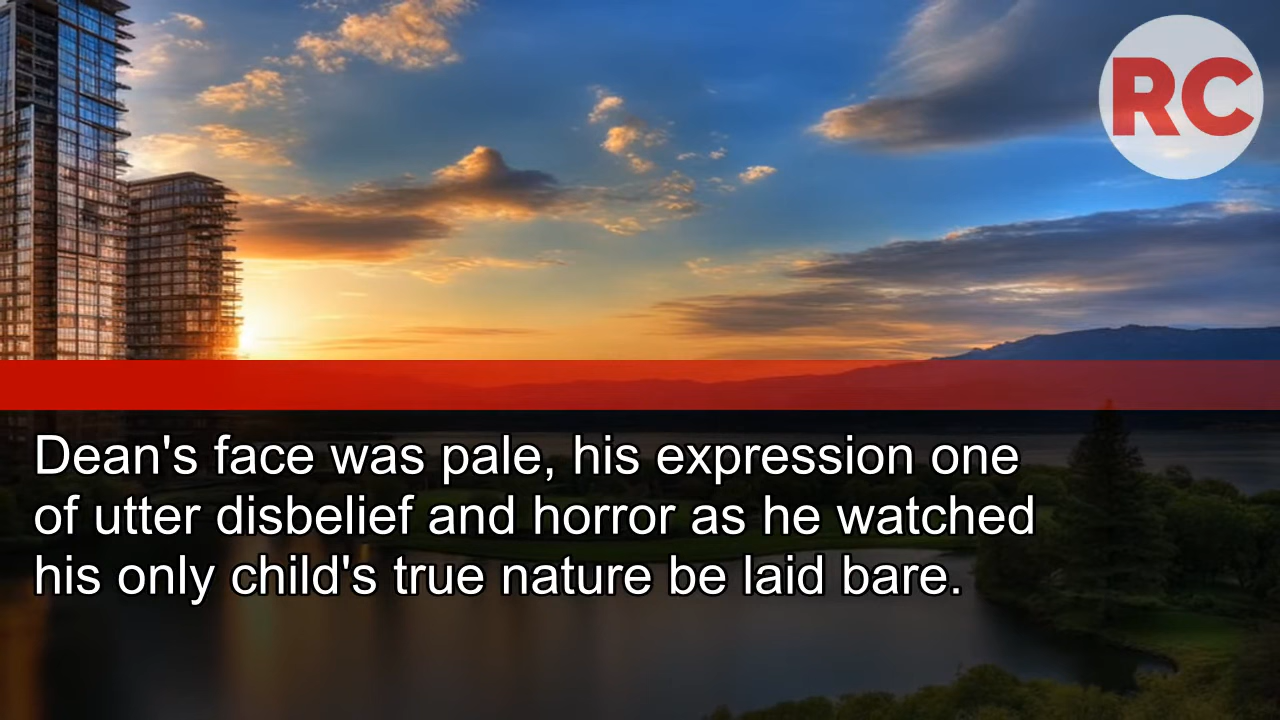 RC
Dean's face was pale, his expression one
of utter disbelief and horror as he watched
his only child's true nature be laid bare.